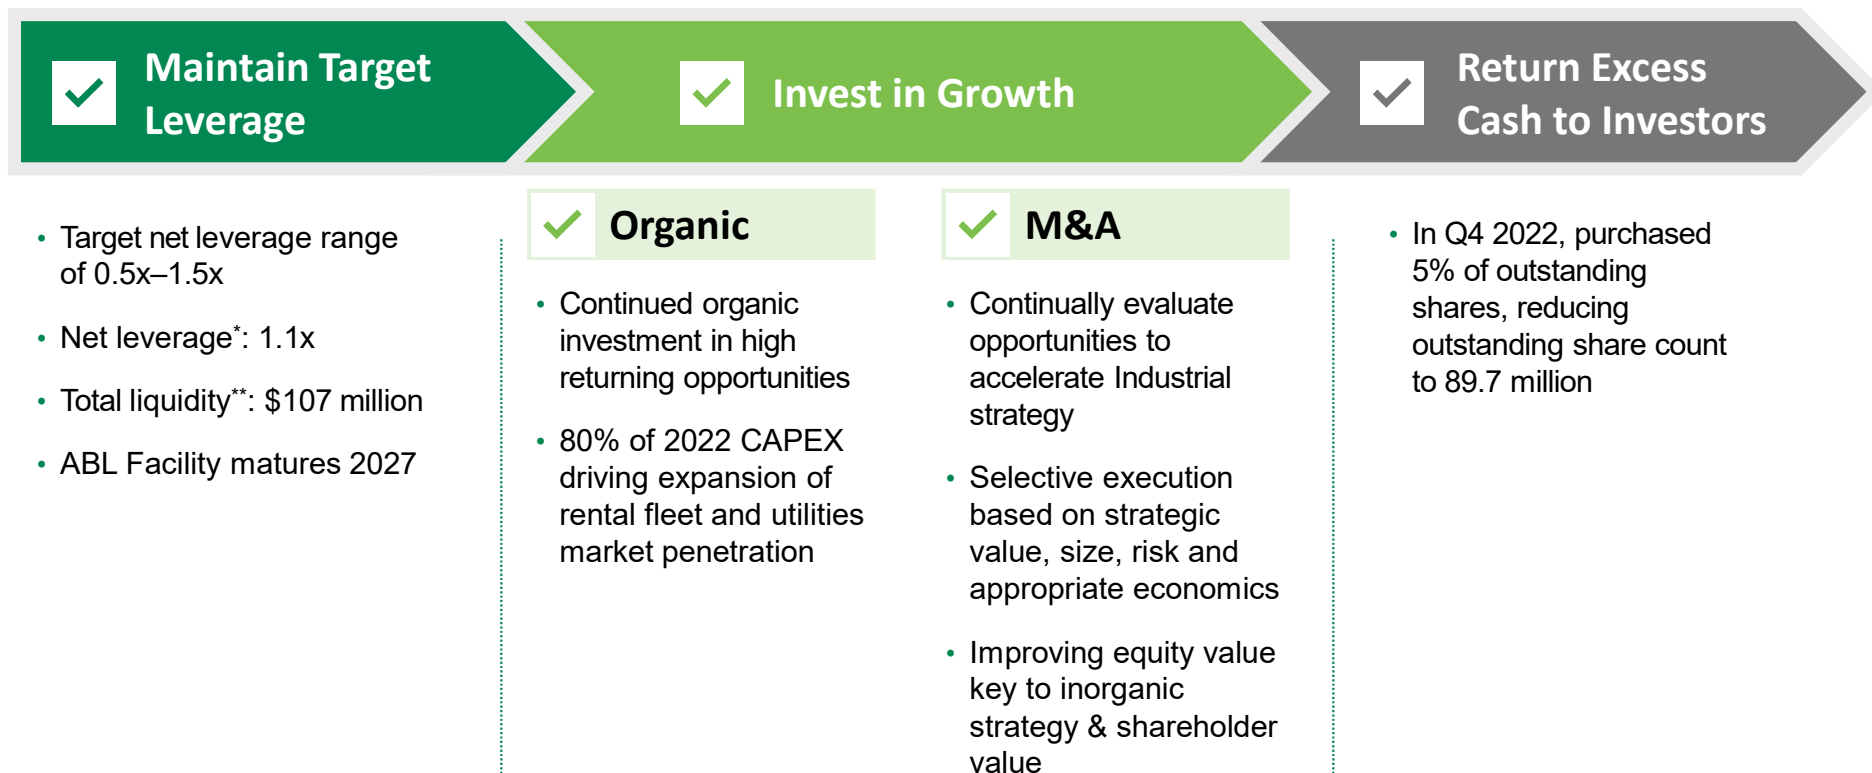 Maintain Target
Leverage
Invest in Growth
Return Excess
Cash to Investors
• Target net leverage range
of 0.5x–1.5x
• Net leverage*: 1.1x
• Total liquidity**: $107 million
• ABL Facility matures 2027
Organic
• Continued organic
investment in high
returning opportunities
• 80% of 2022 CAPEX
driving expansion of
rental fleet and utilities
market penetration
M&A
• Continually evaluate
opportunities to
accelerate Industrial
strategy
• Selective execution
based on strategic
value, size, risk and
appropriate economics
• Improving equity value
key to inorganic
strategy & shareholder
value
• In Q4 2022, purchased
5% of outstanding
shares, reducing
outstanding share count
to 89.7 million